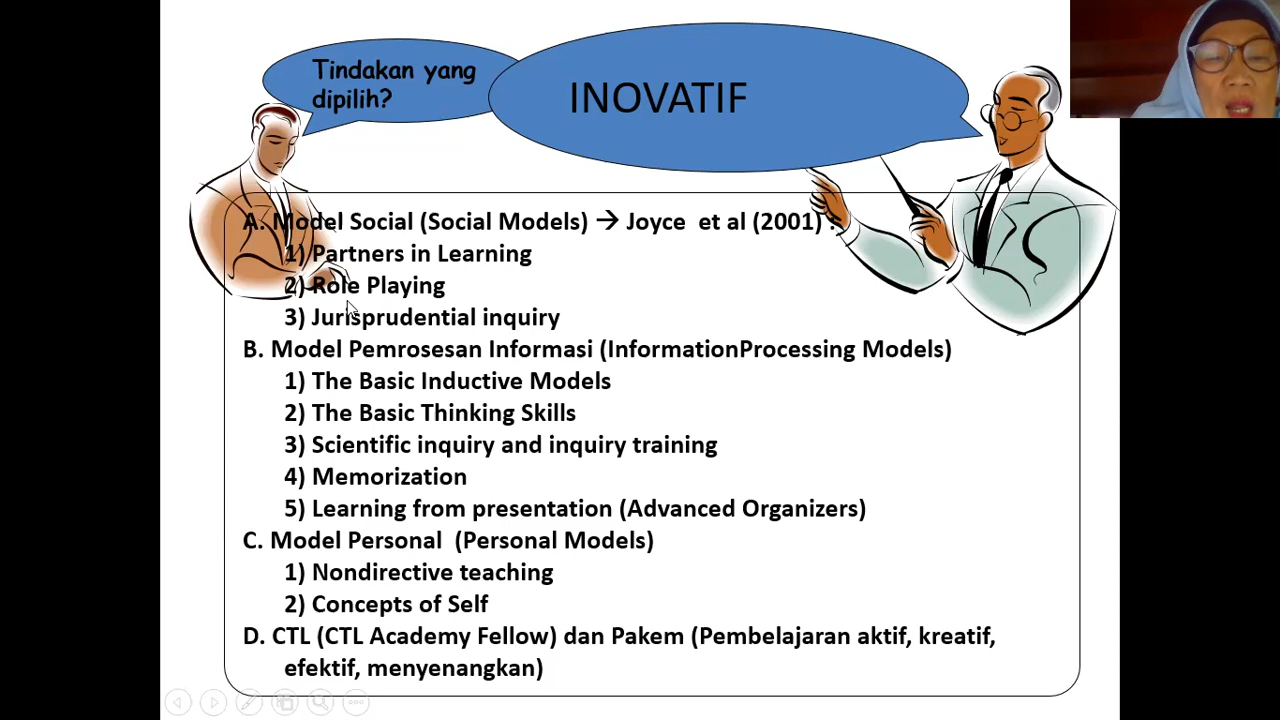 Tindakan yang
dipilih?
INOVATIF
A. Model Social (Social Models) → Joyce et al (2001) :
1) Partners in Learning
2) Role Playing
3) Jurisprudential inquiry
B. Model Pemrosesan Informasi (InformationProcessing Models)
1) The Basic Inductive Models
2) The Basic Thinking Skills
3) Scientific inquiry and inquiry training
4) Memorization
5) Learning from presentation (Advanced Organizers)
C. Model Personal (Personal Models)
1) Nondirective teaching
2) Concepts of Self
D. CTL (CTL Academy Fellow) dan Pakem (Pembelajaran aktif, kreatif,
efektif, menyenangkan)